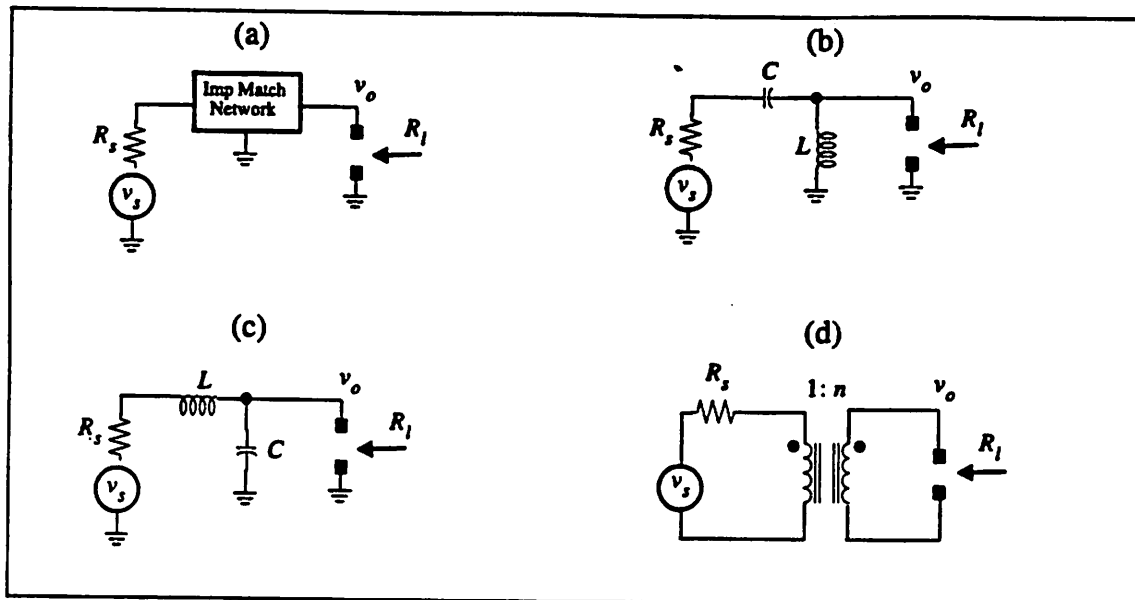 (a)
Imp Match
Network
v_o
R_s
R_l
v_s
(b)
C
v_o
R_s
L
R_l
v_s
(c)
L
v_o
R_s
C
R_l
v_s
(d)
R_s
1: n
v_o
R_l
v_s